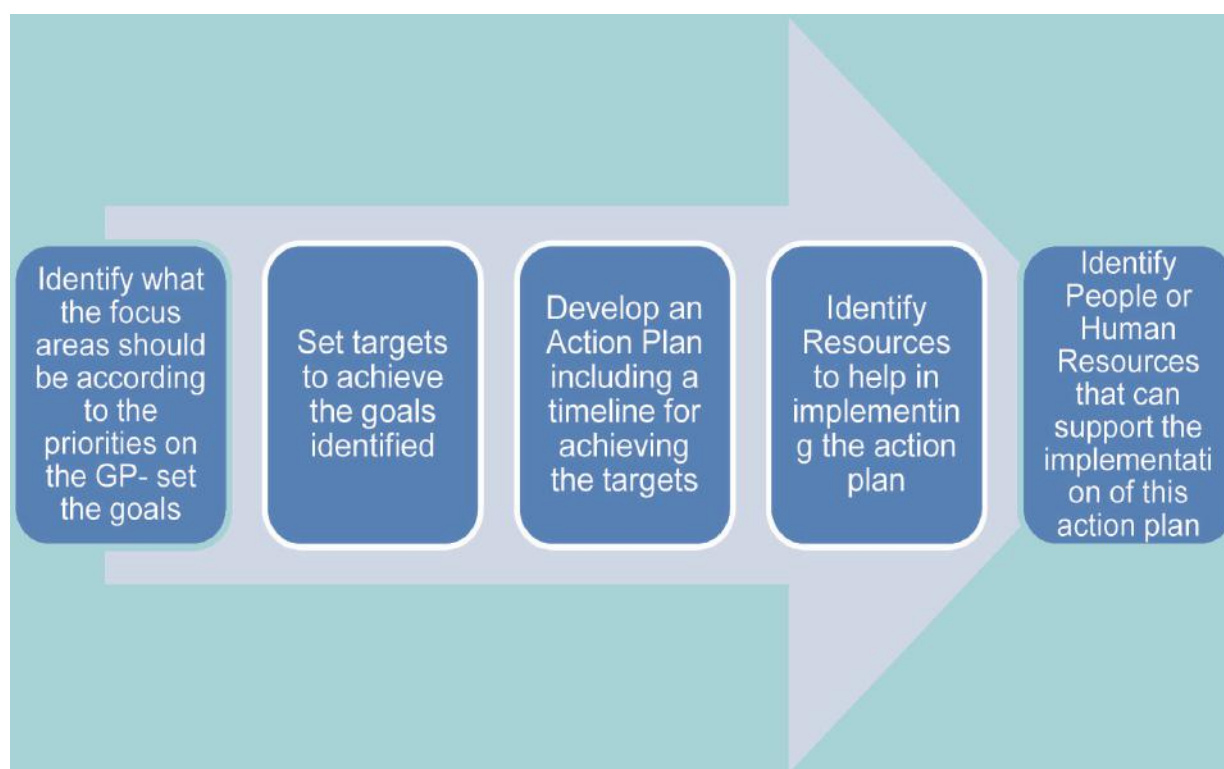 Identify what
the focus
areas should
be according
to the
priorities on
the GP- set
the goals
Set targets
to achieve
the goals
identified
Develop an
Action Plan
including a
timeline for
achieving
the targets
Identify
Resources
to help in
implementin
g the action
plan
Identify
People or
Human
Resources
that can
support the
implementati
on of this
action plan